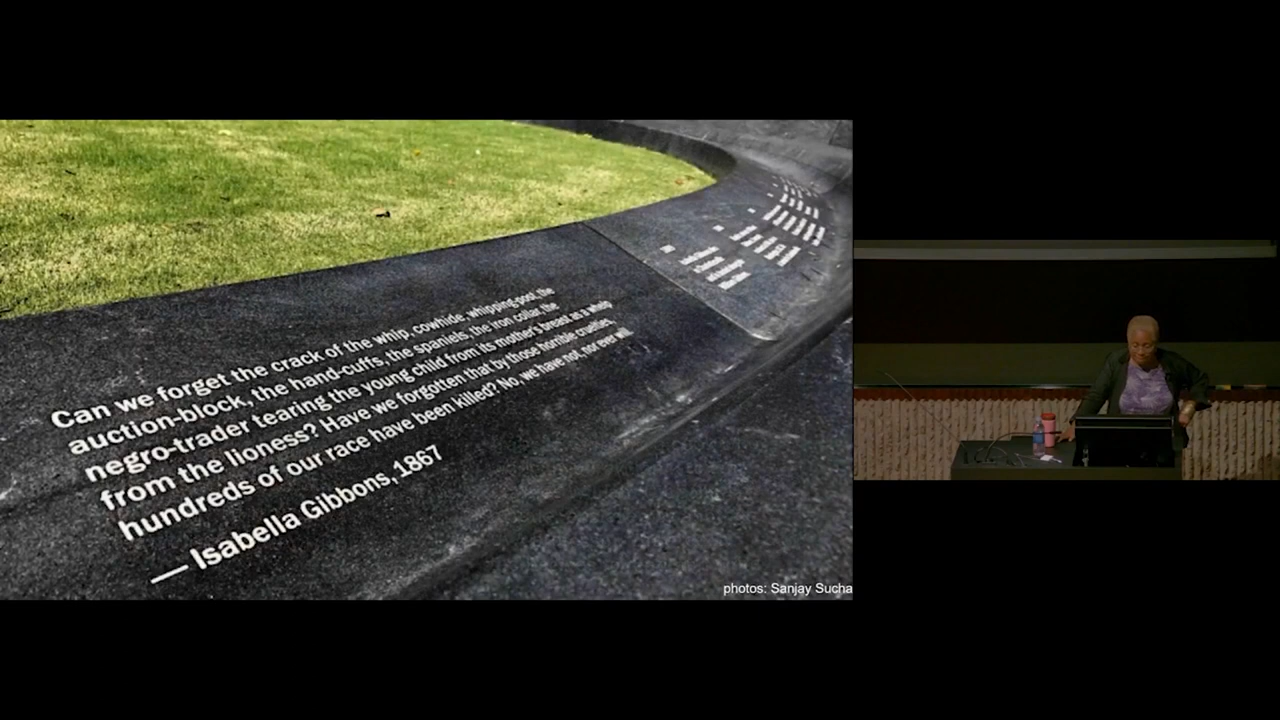 Can we forget the crack of the whip, cowhide, whipping-post, the
auction-block, the hand-cuffs, the spaniels, the iron collar, the
negro-trader tearing the young child from its mother's breast as a whelp
from the lioness? Have we forgotten that by those horrible cruelties,
hundreds of our race have been killed? No, we have not, nor ever will.
— Isabella Gibbons, 1867
photos: Sanjay Sucha